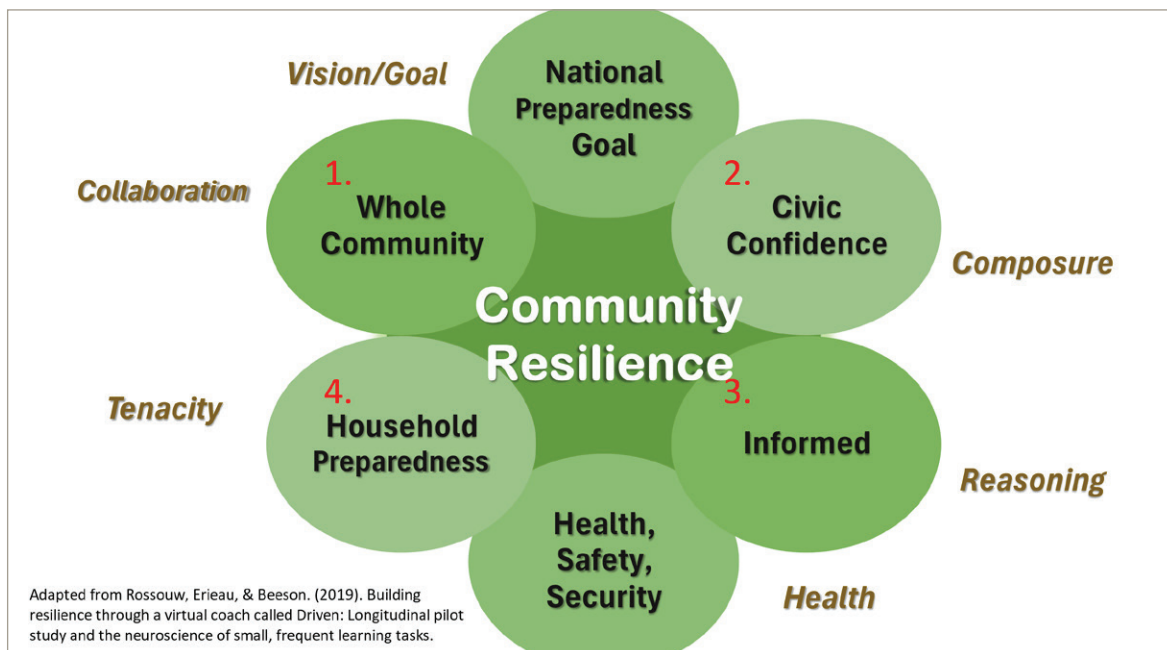 Vision/Goal
National
Preparedness
Goal
Collaboration
1.
Whole
Community
2.
Civic
Confidence
Composure
Community
Resilience
Tenacity
4.
Household
Preparedness
3.
Informed
Reasoning
Health,
Safety,
Security
Health
Adapted from Rossouw, Erieau, & Beeson. (2019). Building
resilience through a virtual coach called Driven: Longitudinal pilot
study and the neuroscience of small, frequent learning tasks.